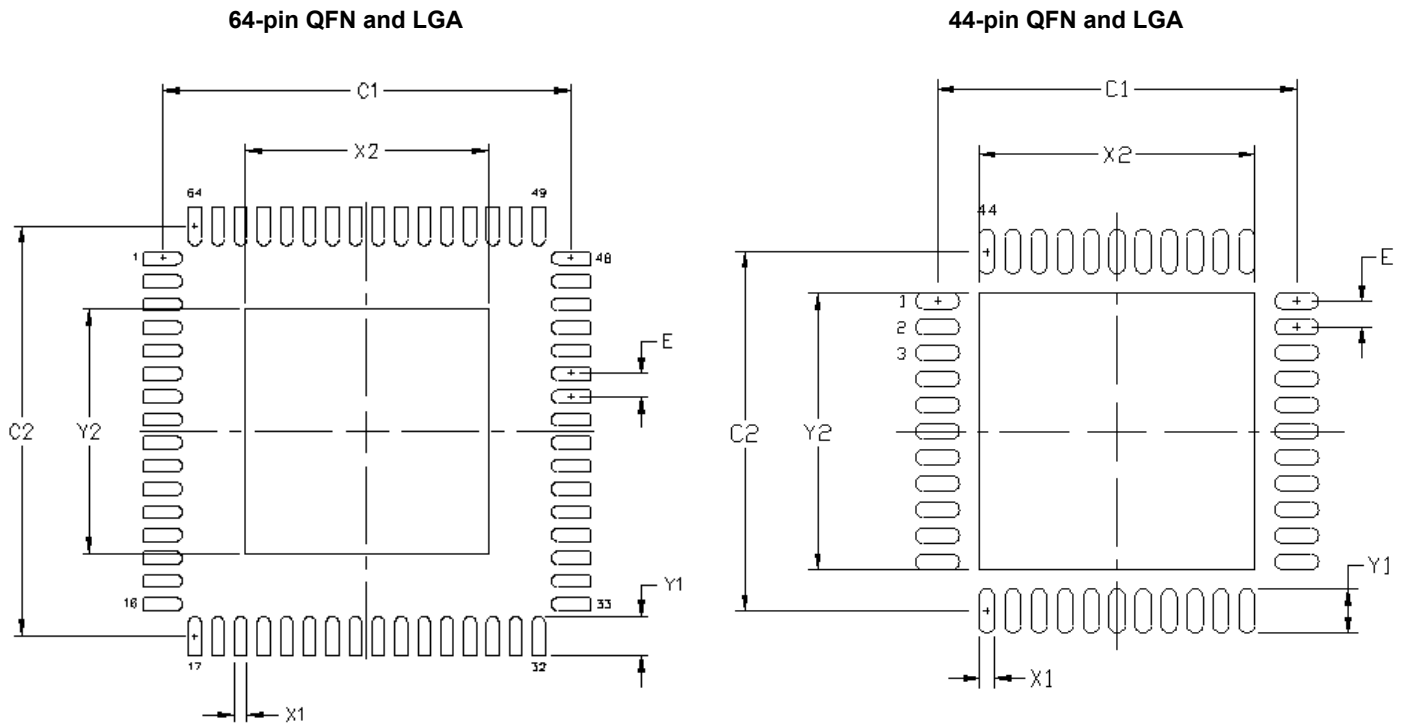 64-pin QFN and LGA
44-pin QFN and LGA
C1
X2
64
49
1
48
E
C2
Y2
16
33
Y1
17
32
X1
C1
X2
44
E
1
2
3
C2
Y2
Y1
X1